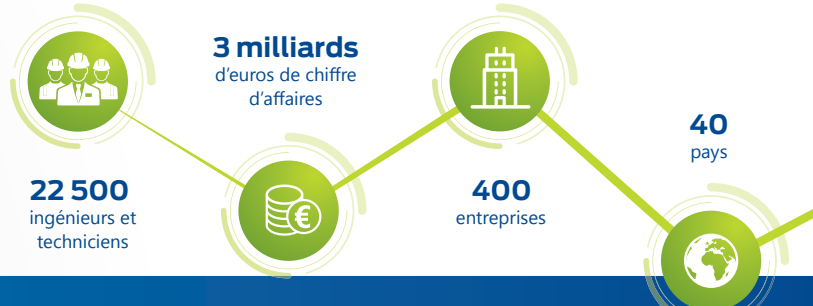 22 500
ingénieurs et
techniciens
3 milliards
d'euros de chiffre
d'affaires
400
entreprises
40
pays